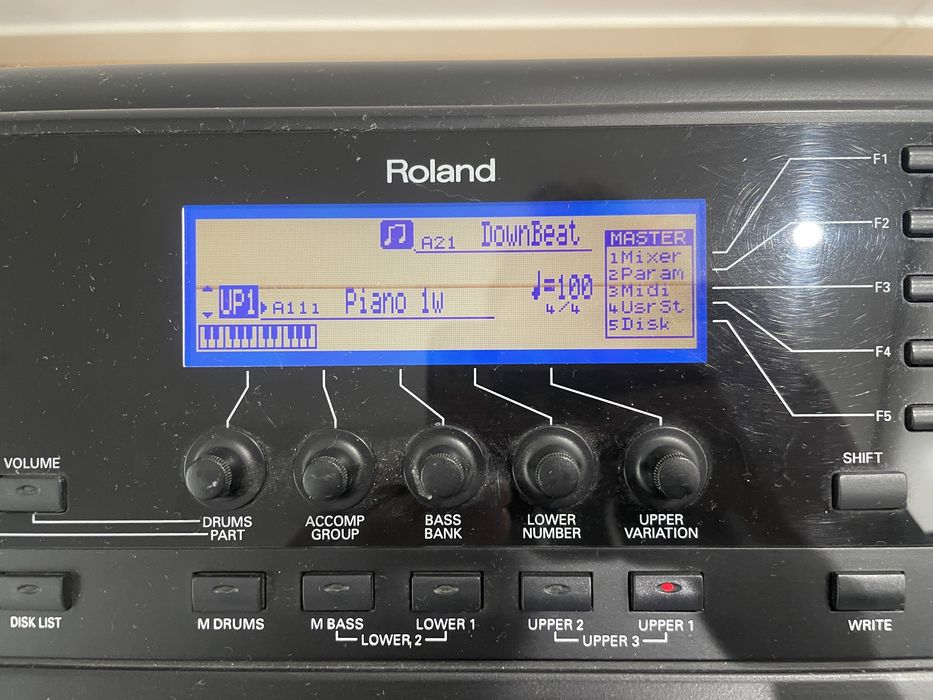 Roland
A21 DownBeat
MASTER
1Mixer
2Param
3Midi
4UsrSt
5Disk
♩=100
4/4
UP1 A111 Piano 1w
F1
F2
F3
F4
F5
VOLUME
SHIFT
DRUMS
PART
ACCOMP
GROUP
BASS
BANK
LOWER
NUMBER
UPPER
VARIATION
DISK LIST
M DRUMS
M BASS
LOWER 1
LOWER 2
UPPER 2
UPPER 1
UPPER 3
WRITE